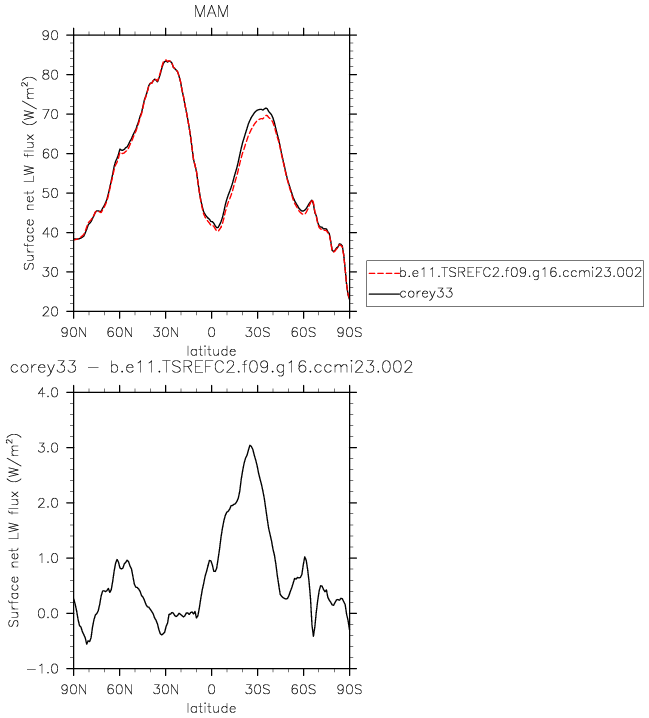 MAM
90
80
70
60
50
40
30
20
Surface net LW flux (W/m²)
90N 60N 30N 0 30S 60S 90S
latitude
b.e11.TSREFC2.f09.g16.ccmi23.002
corey33
corey33 − b.e11.TSREFC2.f09.g16.ccmi23.002
4.0
3.0
2.0
1.0
0.0
−1.0
Surface net LW flux (W/m²)
90N 60N 30N 0 30S 60S 90S
latitude